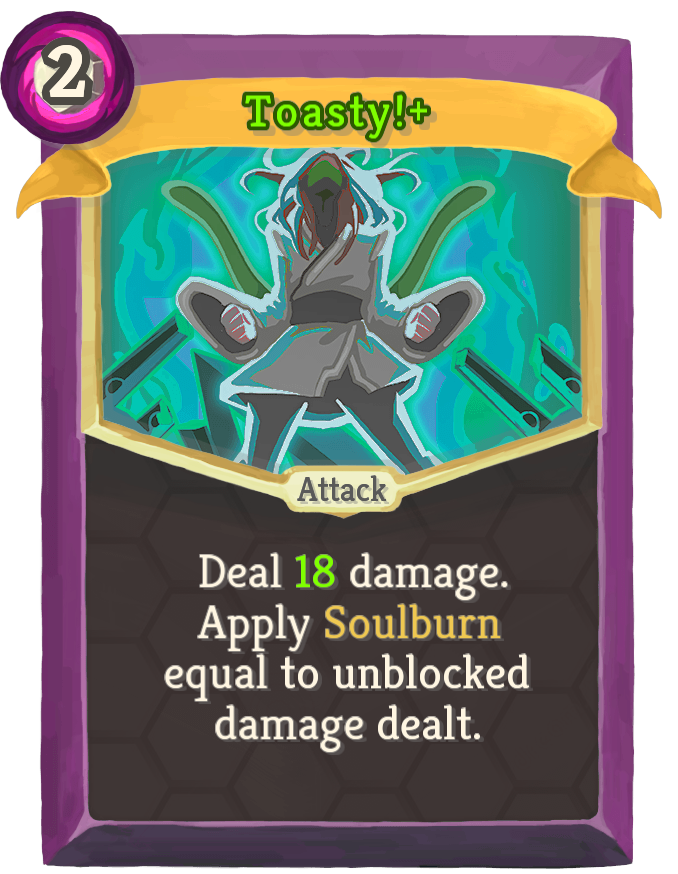 2
Toasty!+
Attack
Deal 18 damage.
Apply Soulburn
equal to unblocked
damage dealt.